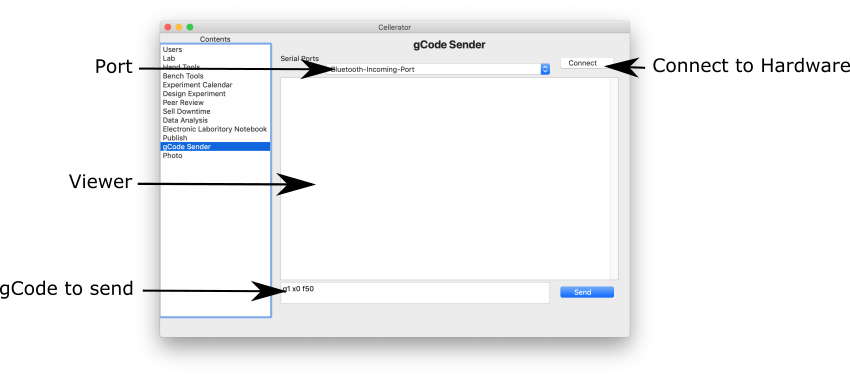 Cellerator
Contents
Users
Lab
Hand Tools
Bench Tools
Experiment Calendar
Design Experiment
Peer Review
Sell Downtime
Data Analysis
Electronic Laboritory Notebook
Publish
gCode Sender
Photo
gCode Sender
Serial Ports
Bluetooth-Incoming-Port
Connect
g1 x0 f50
Send
Port
Viewer
gCode to send
Connect to Hardware